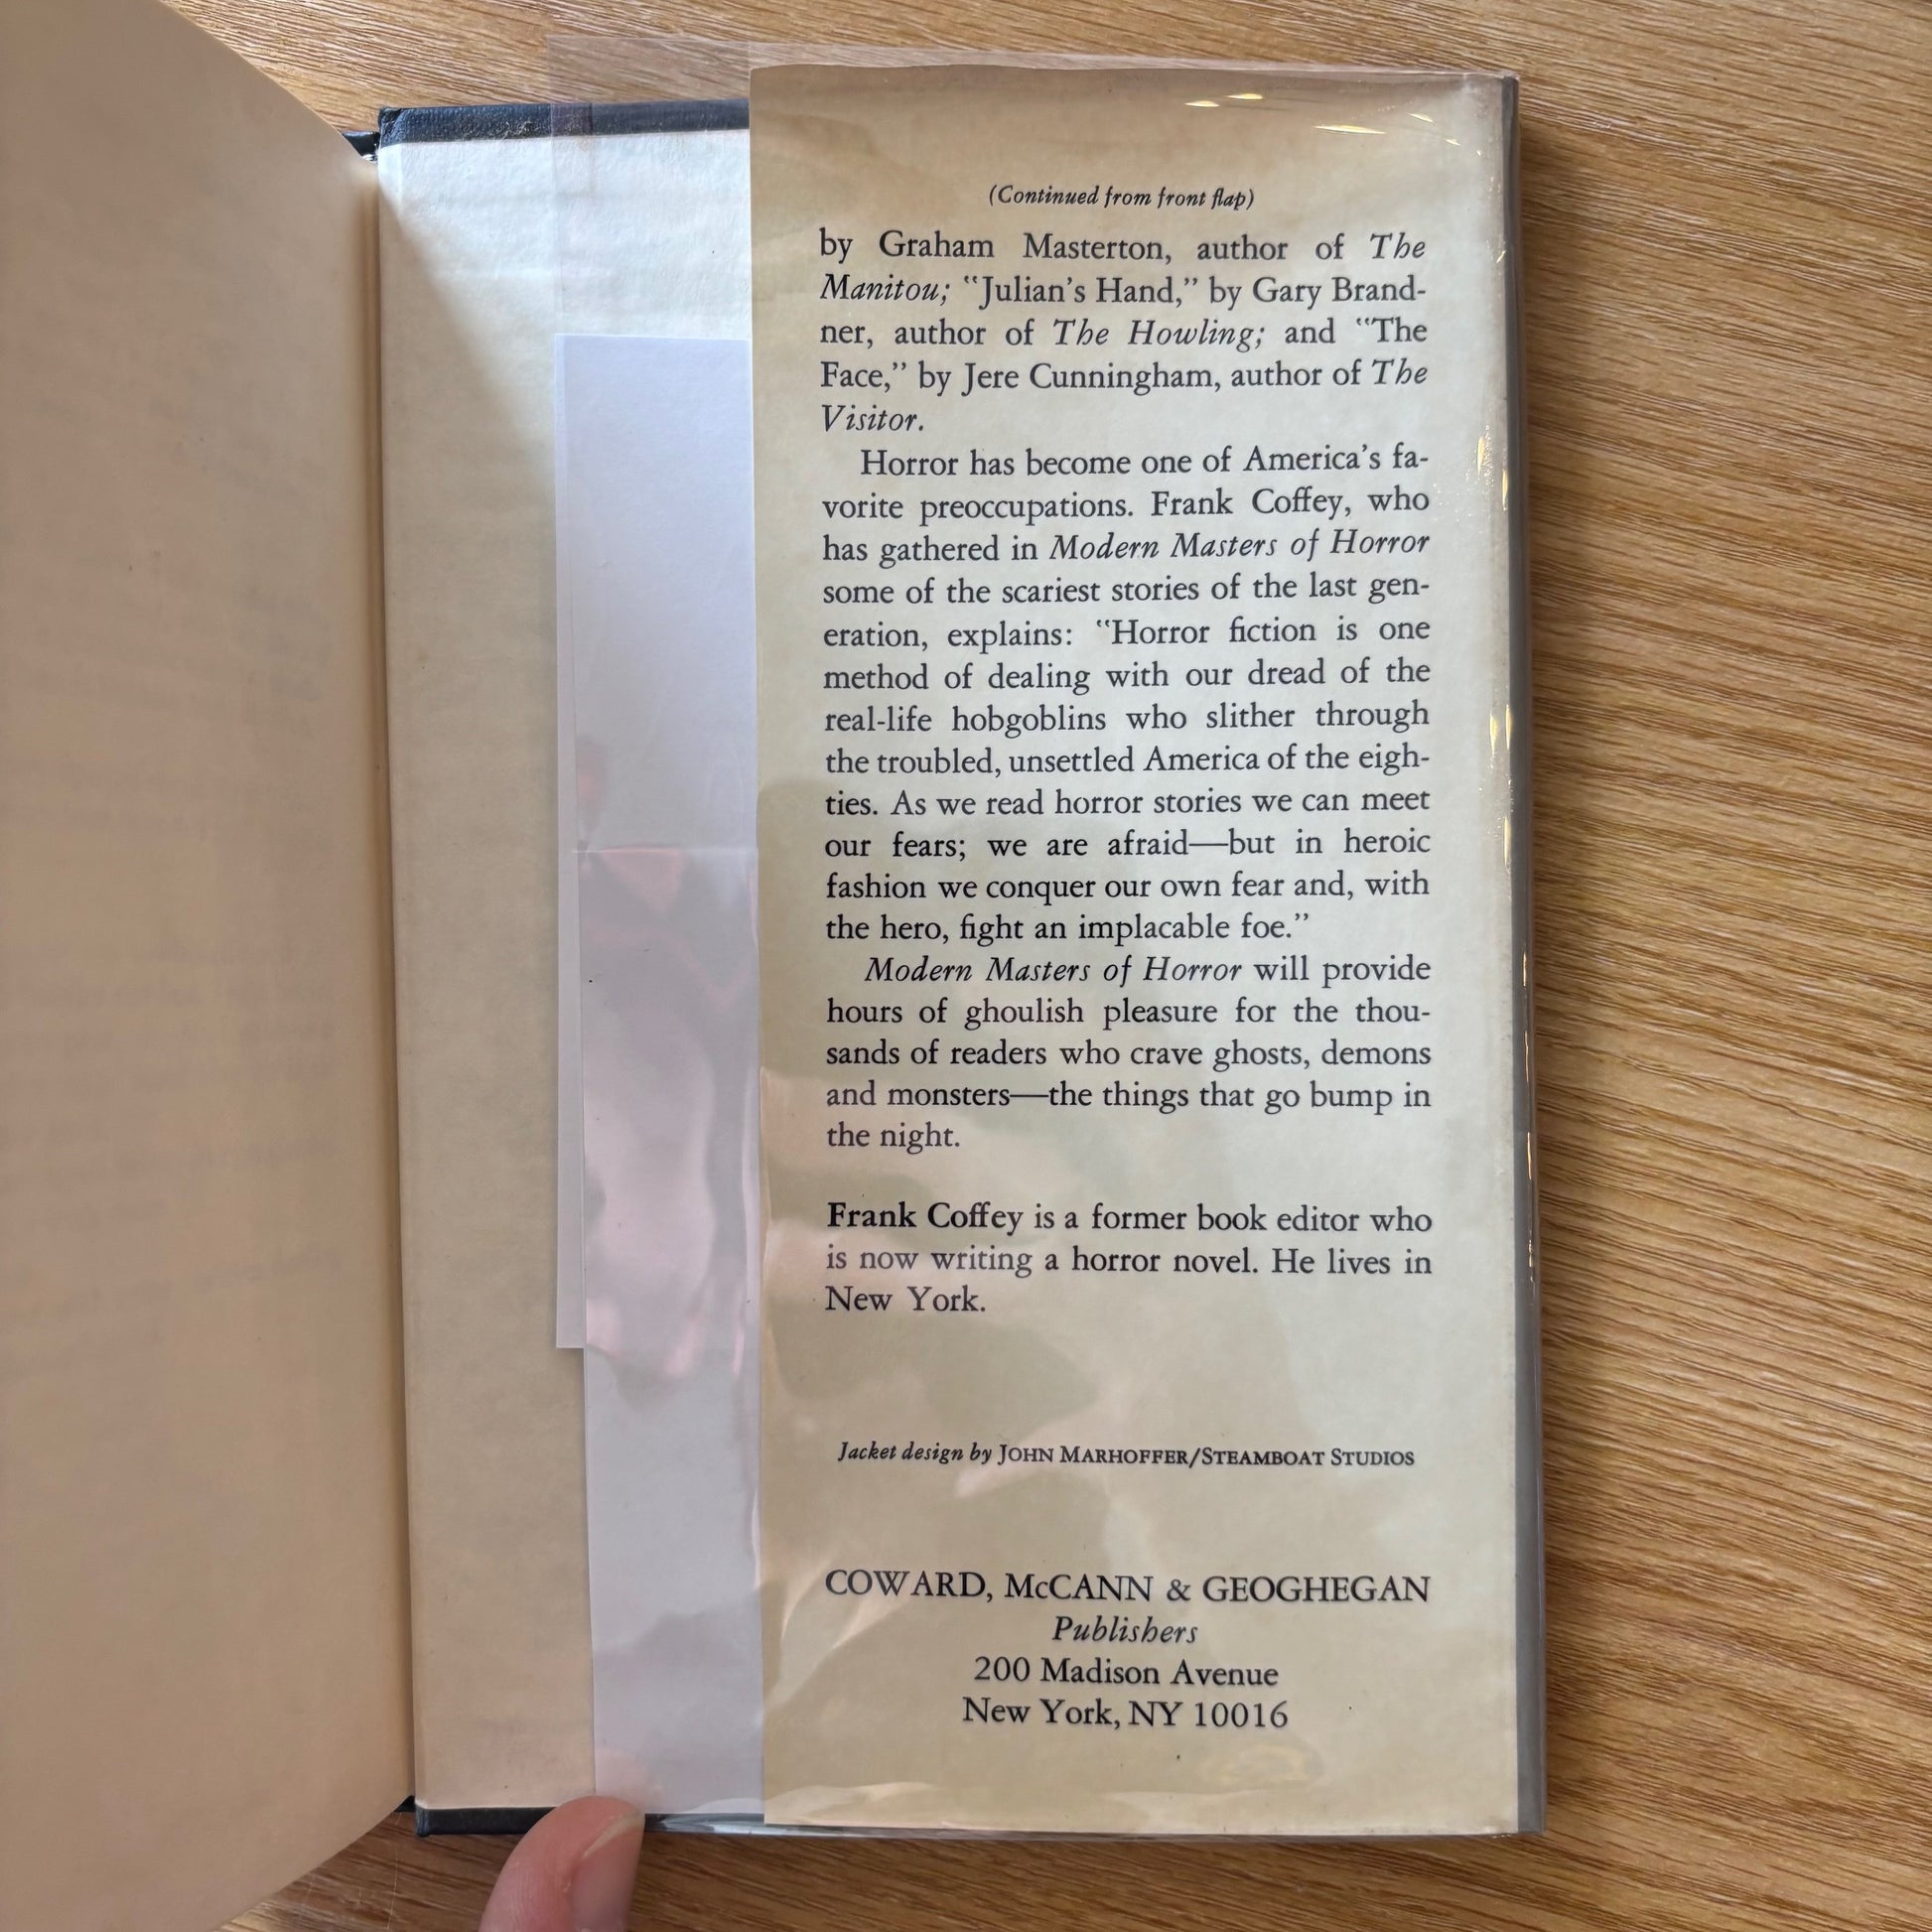 (Continued from front flap)
by Graham Masterton, author of The
Manitou; “Julian’s Hand,” by Gary Brand-
ner, author of The Howling; and “The
Face,” by Jere Cunningham, author of The
Visitor.
Horror has become one of America’s fa-
vorite preoccupations. Frank Coffey, who
has gathered in Modern Masters of Horror
some of the scariest stories of the last gen-
eration, explains: “Horror fiction is one
method of dealing with our dread of the
real-life hobgoblins who slither through
the troubled, unsettled America of the eigh-
ties. As we read horror stories we can meet
our fears; we are afraid—but in heroic
fashion we conquer our own fear and, with
the hero, fight an implacable foe.”
Modern Masters of Horror will provide
hours of ghoulish pleasure for the thou-
sands of readers who crave ghosts, demons
and monsters—the things that go bump in
the night.
Frank Coffey is a former book editor who
is now writing a horror novel. He lives in
New York.
Jacket design by JOHN MARHOFFER/STEAMBOAT STUDIOS
COWARD, McCANN & GEOGHEGAN
Publishers
200 Madison Avenue
New York, NY 10016